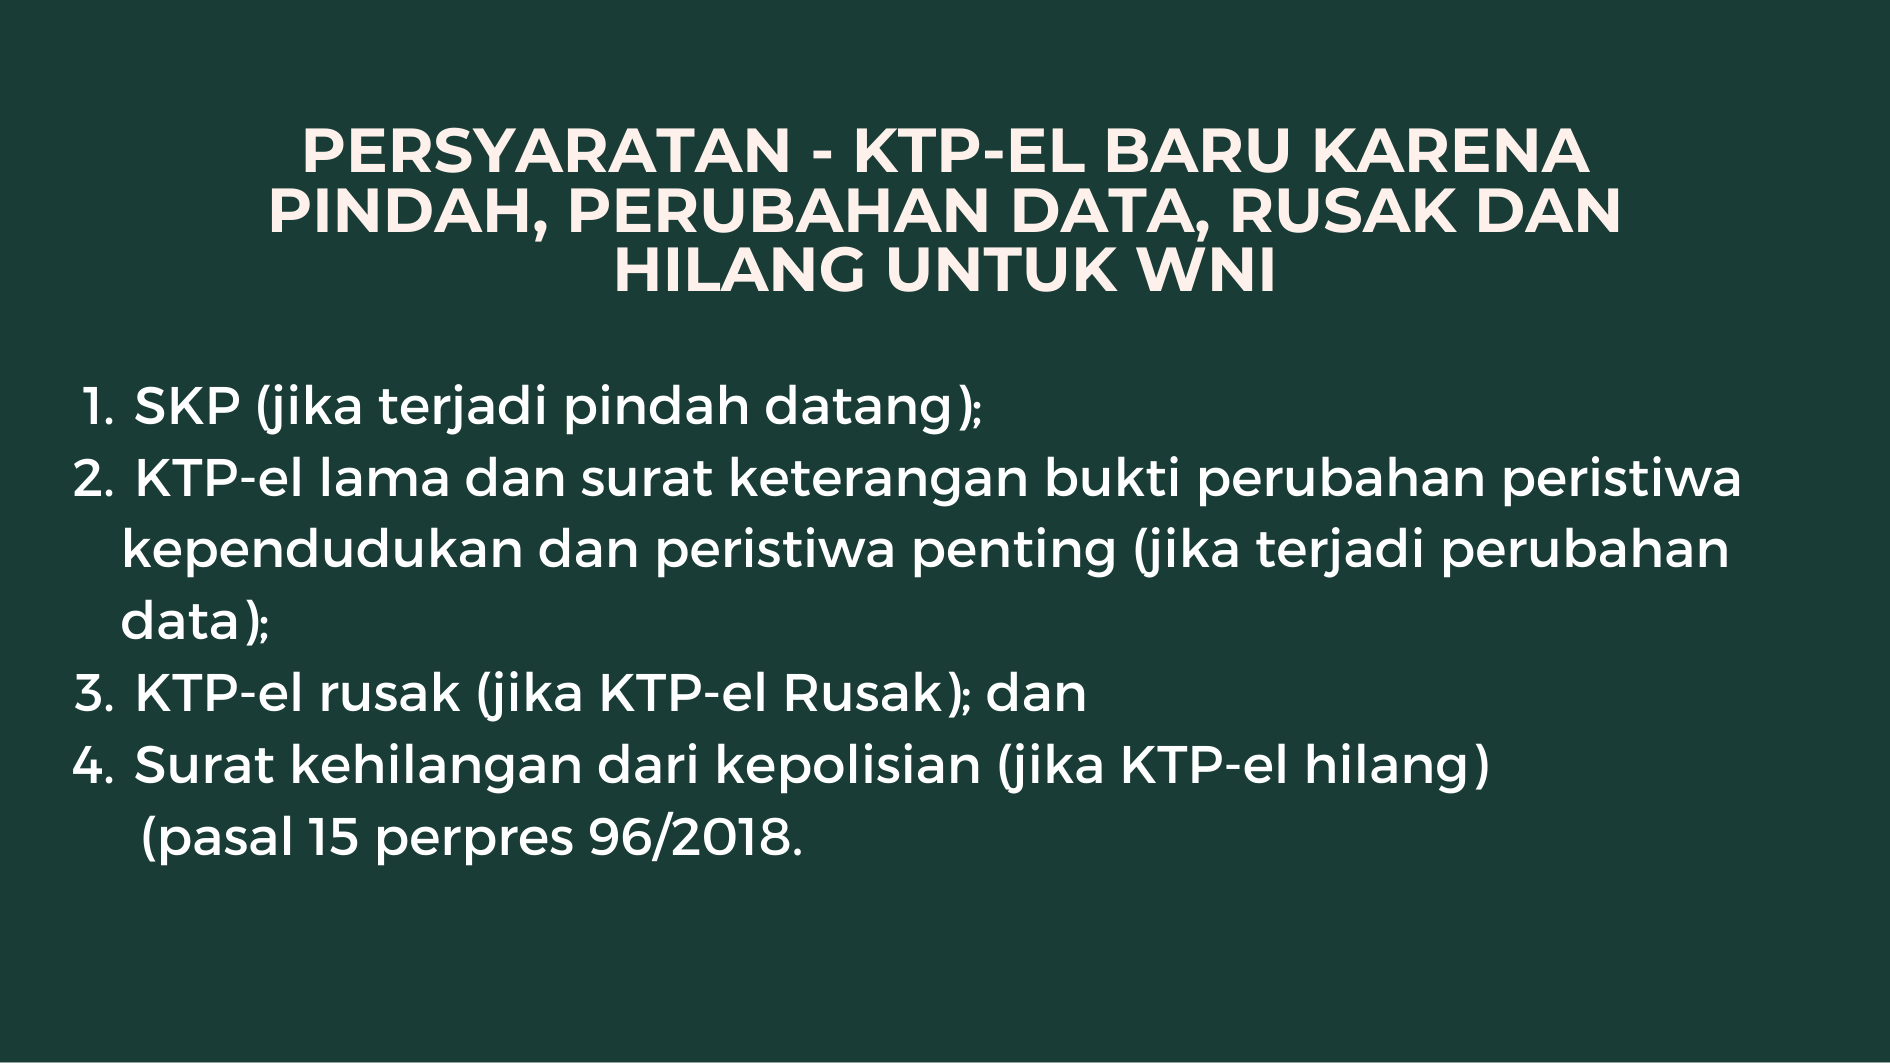 PERSYARATAN - KTP-EL BARU KARENA
PINDAH, PERUBAHAN DATA, RUSAK DAN
HILANG UNTUK WNI
1. SKP (jika terjadi pindah datang);
2. KTP-el lama dan surat keterangan bukti perubahan peristiwa
kependudukan dan peristiwa penting (jika terjadi perubahan
data);
3. KTP-el rusak (jika KTP-el Rusak); dan
4. Surat kehilangan dari kepolisian (jika KTP-el hilang)
(pasal 15 perpres 96/2018.